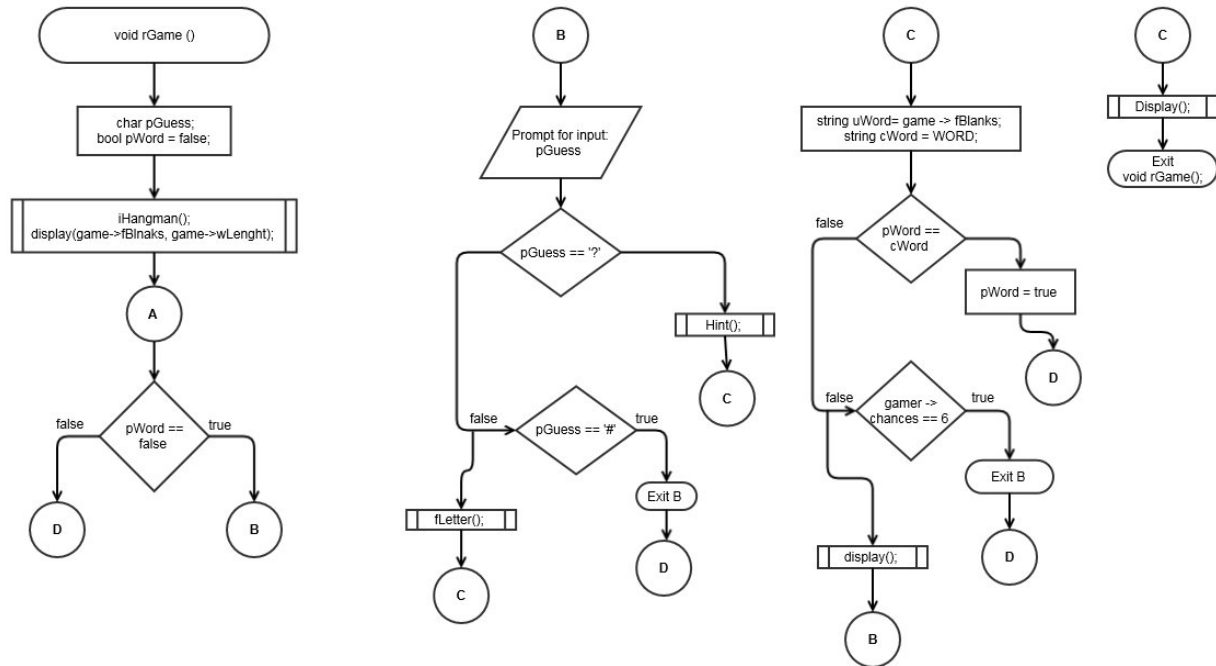 void rGame ()
char pGuess;
bool pWord = false;
iHangman();
display(game->fBlnaks, game->wLenght);
A
false
true
pWord ==
false
D
B
B
Prompt for input:
pGuess
pGuess == '?'
Hint();
C
false
true
pGuess == '#'
Exit B
fLetter();
D
C
C
string uWord= game -> fBlanks;
string cWord = WORD;
false
pWord ==
cWord
pWord = true
D
false
true
gamer ->
chances == 6
Exit B
display();
D
B
C
Display();
Exit
void rGame();